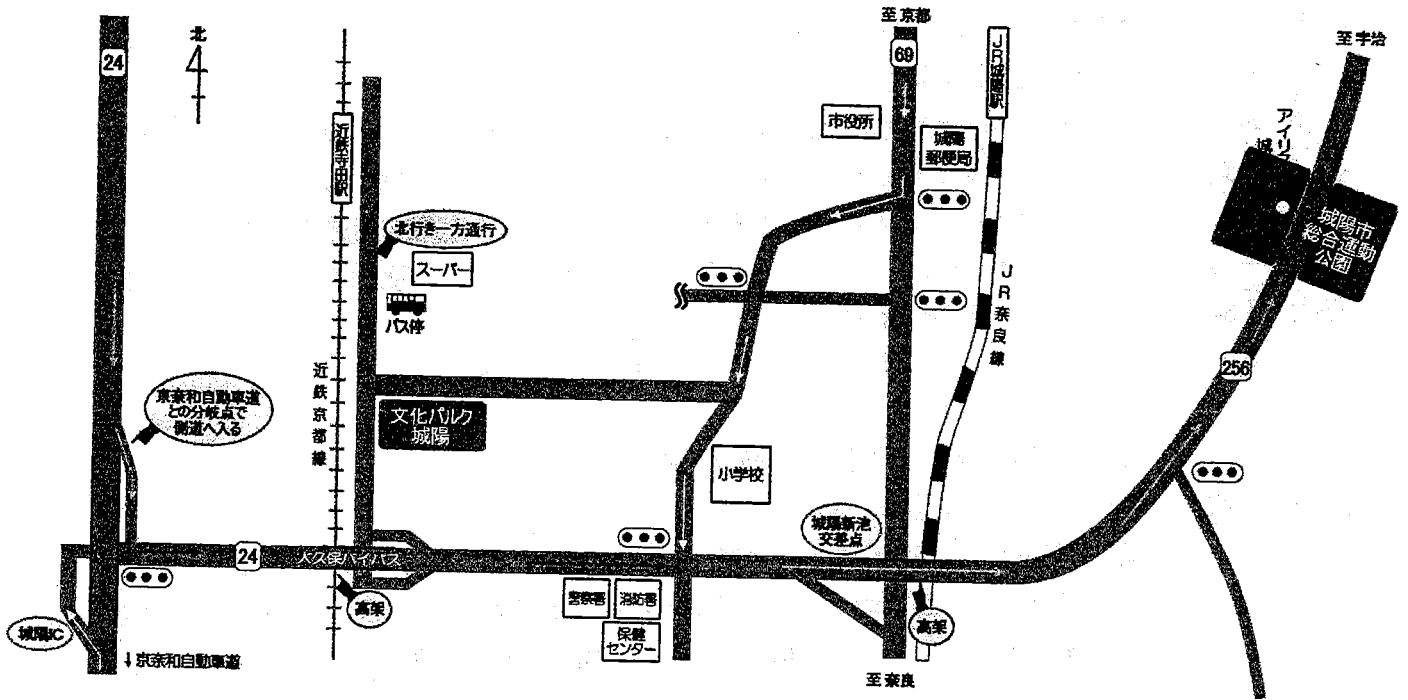 至京都
至宇治
北
24
69
JR城陽駅
アイリス
城
市役所
城陽
郵便局
近鉄寺田駅
城陽市
総合運動
公園
北行き一方通行
スーパー
バス停
JR奈良線
近鉄京都線
256
京奈和自動車道
との分岐点で
側道へ入る
文化パルク
城陽
小学校
城陽新池
交差点
24
大久保バイパス
警察署
消防署
高架
高架
城陽IC
保健
センター
↓京奈和自動車道
至奈良